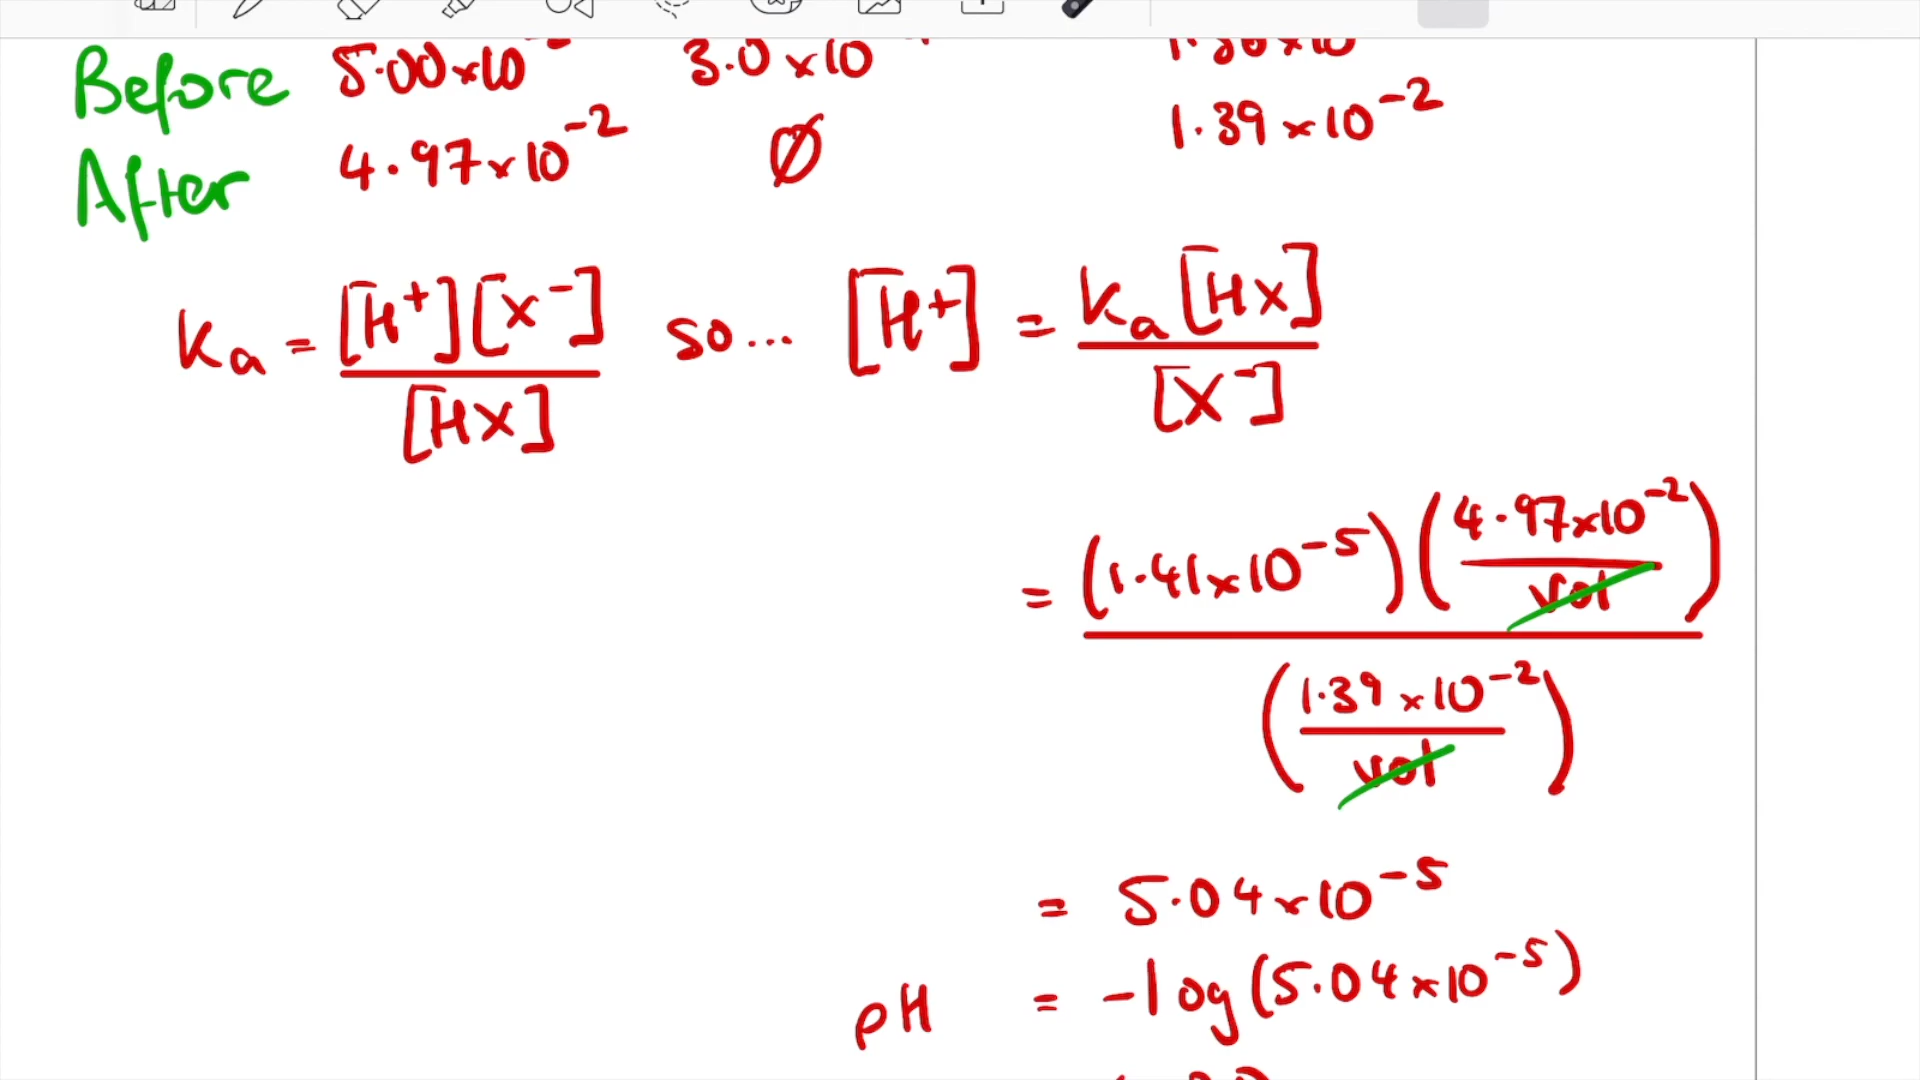 Before 5.00×10 3.0×10
After 4.97×10⁻² Ø 1.39×10⁻²
Ka = [H⁺][X⁻] / [HX] so... [H⁺] = Ka[HX] / [X⁻]
= (1.41×10⁻⁵)(4.97×10⁻² / vol) / (1.39×10⁻² / vol)
= 5.04×10⁻⁵
pH = -log(5.04×10⁻⁵)